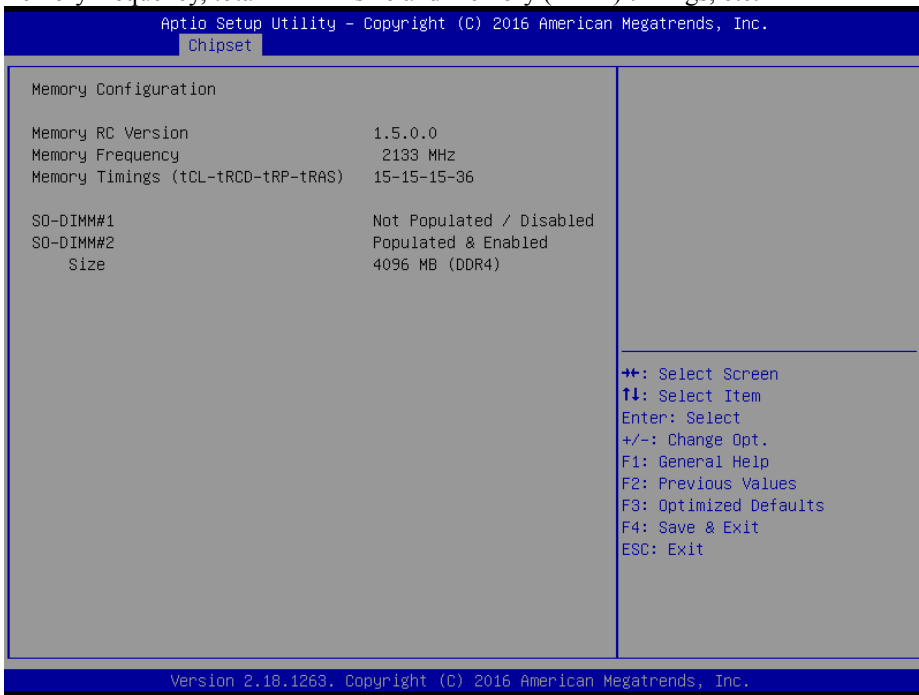 Aptio Setup Utility – Copyright (C) 2016 American Megatrends, Inc.
Chipset
Memory Configuration
Memory RC Version 1.5.0.0
Memory Frequency 2133 MHz
Memory Timings (tCL-tRCD-tRP-tRAS) 15-15-15-36
SO-DIMM#1 Not Populated / Disabled
SO-DIMM#2 Populated & Enabled
Size 4096 MB (DDR4)
→←: Select Screen
↑↓: Select Item
Enter: Select
+/-: Change Opt.
F1: General Help
F2: Previous Values
F3: Optimized Defaults
F4: Save & Exit
ESC: Exit
Version 2.18.1263. Copyright (C) 2016 American Megatrends, Inc.